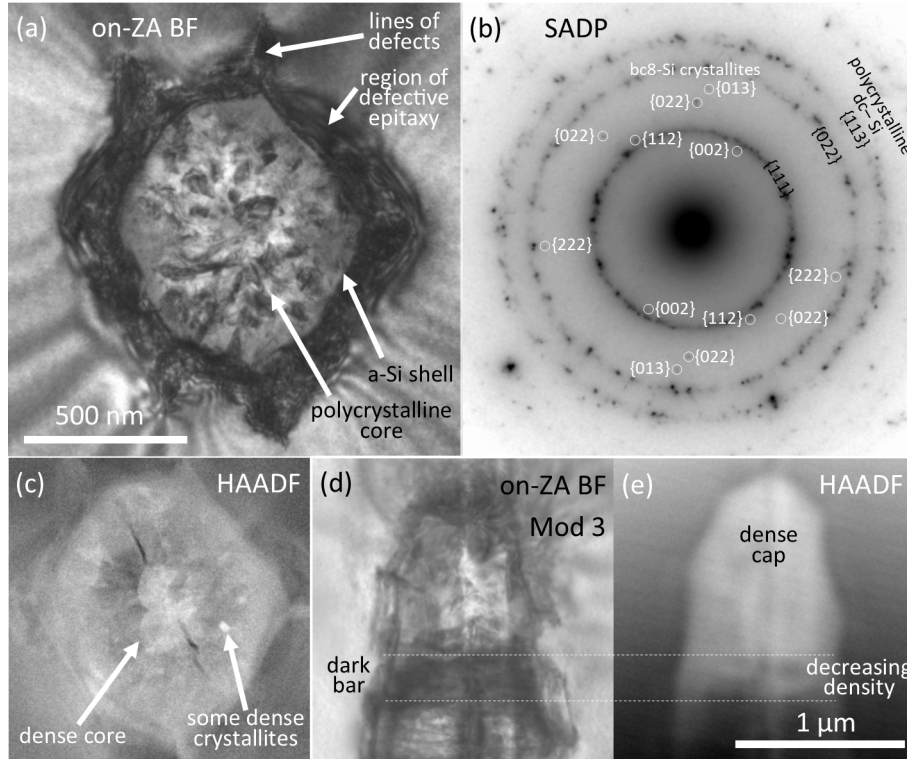 (a)
on-ZA BF
lines of
defects
region of
defective
epitaxy
a-Si shell
polycrystalline
core
500 nm
(b)
SADP
bc8-Si crystallites
{013}
{022}
{022}
{112}
{002}
{111}
polycrystalline
dc– Si
{022}
{113}
{222}
{222}
{002}
{112}
{022}
{022}
{013}
(c)
HAADF
dense core
some dense
crystallites
(d)
on-ZA BF
Mod 3
dark
bar
(e)
HAADF
dense
cap
decreasing
density
1 µm